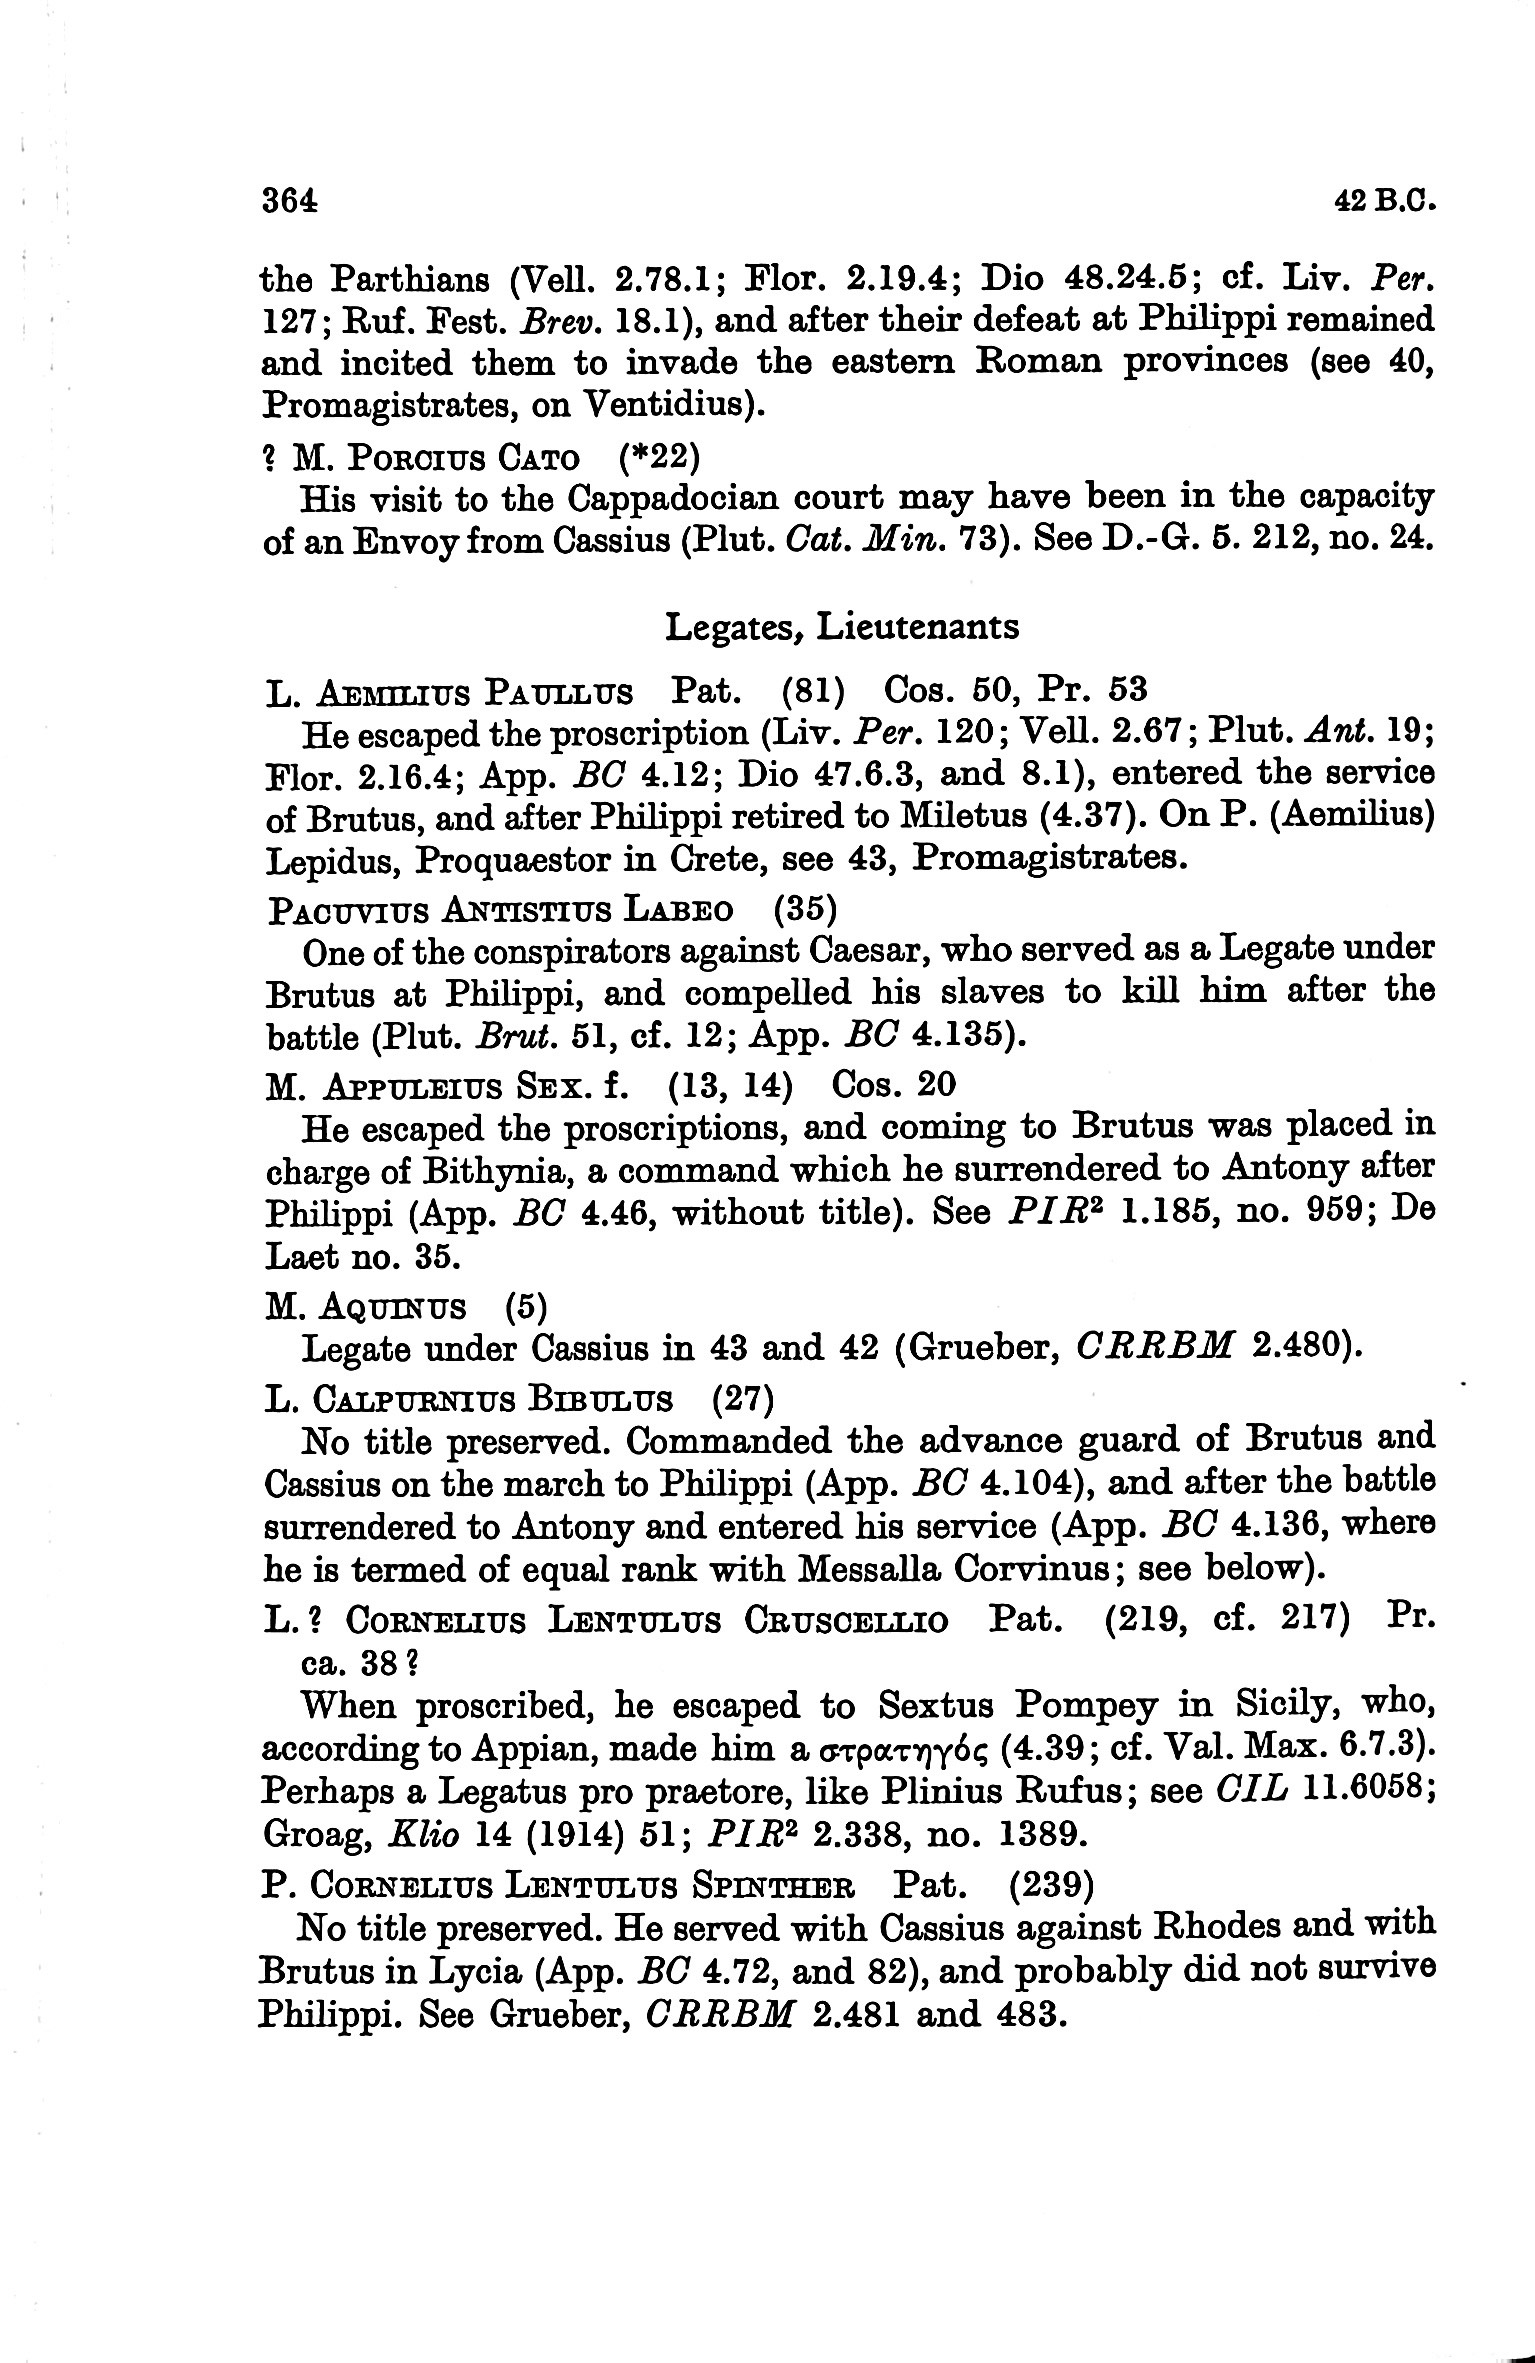 364 42 B.C.
the Parthians (Vell. 2.78.1; Flor. 2.19.4; Dio 48.24.5; cf. Liv. Per.
127; Ruf. Fest. Brev. 18.1), and after their defeat at Philippi remained
and incited them to invade the eastern Roman provinces (see 40,
Promagistrates, on Ventidius).
? M. PORCIUS CATO (*22)
His visit to the Cappadocian court may have been in the capacity
of an Envoy from Cassius (Plut. Cat. Min. 73). See D.-G. 5. 212, no. 24.
Legates, Lieutenants
L. AEMILIUS PAULLUS Pat. (81) Cos. 50, Pr. 53
He escaped the proscription (Liv. Per. 120; Vell. 2.67; Plut. Ant. 19;
Flor. 2.16.4; App. BC 4.12; Dio 47.6.3, and 8.1), entered the service
of Brutus, and after Philippi retired to Miletus (4.37). On P. (Aemilius)
Lepidus, Proquaestor in Crete, see 43, Promagistrates.
PACUVIUS ANTISTIUS LABEO (35)
One of the conspirators against Caesar, who served as a Legate under
Brutus at Philippi, and compelled his slaves to kill him after the
battle (Plut. Brut. 51, cf. 12; App. BC 4.135).
M. APPULEIUS SEX. f. (13, 14) Cos. 20
He escaped the proscriptions, and coming to Brutus was placed in
charge of Bithynia, a command which he surrendered to Antony after
Philippi (App. BC 4.46, without title). See PIR² 1.185, no. 959; De
Laet no. 35.
M. AQUINUS (5)
Legate under Cassius in 43 and 42 (Grueber, CRRBM 2.480).
L. CALPURNIUS BIBULUS (27)
No title preserved. Commanded the advance guard of Brutus and
Cassius on the march to Philippi (App. BC 4.104), and after the battle
surrendered to Antony and entered his service (App. BC 4.136, where
he is termed of equal rank with Messalla Corvinus; see below).
L. ? CORNELIUS LENTULUS CRUSCELLIO Pat. (219, cf. 217) Pr.
ca. 38 ?
When proscribed, he escaped to Sextus Pompey in Sicily, who,
according to Appian, made him a στρατηγός (4.39; cf. Val. Max. 6.7.3).
Perhaps a Legatus pro praetore, like Plinius Rufus; see CIL 11.6058;
Groag, Klio 14 (1914) 51; PIR² 2.338, no. 1389.
P. CORNELIUS LENTULUS SPINTHER Pat. (239)
No title preserved. He served with Cassius against Rhodes and with
Brutus in Lycia (App. BC 4.72, and 82), and probably did not survive
Philippi. See Grueber, CRRBM 2.481 and 483.